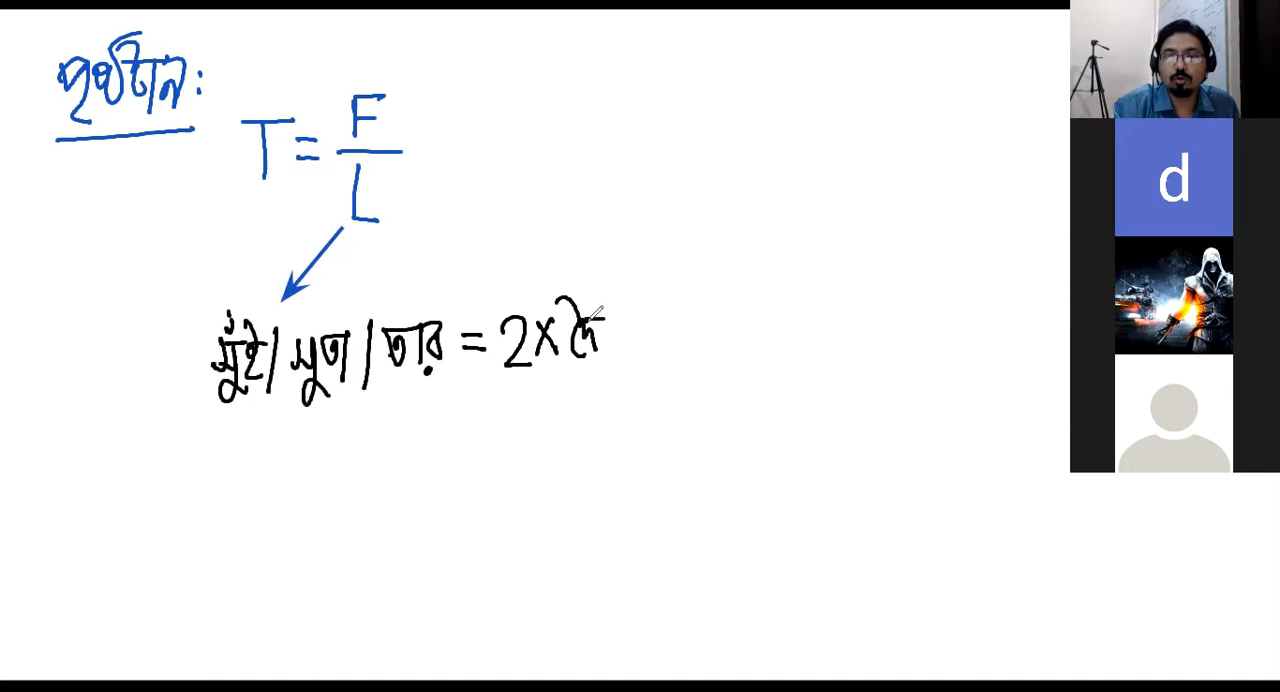 পৃষ্ঠটান:
T = F / L
সুঁই / সুতা / তার = 2 × দৈ
d